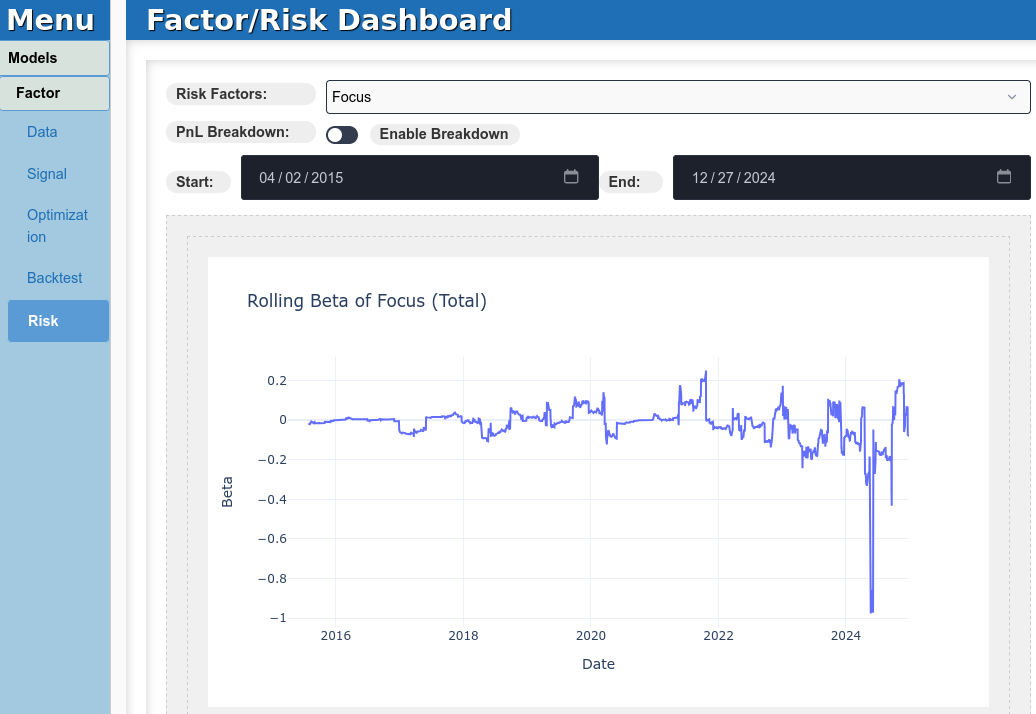 Menu
Factor/Risk Dashboard
Models
Factor
Data
Signal
Optimizat
ion
Backtest
Risk
Risk Factors:
Focus
PnL Breakdown:
Enable Breakdown
Start:
04/02/2015
End:
12/27/2024
Rolling Beta of Focus (Total)
Beta
0.2
0
−0.2
−0.4
−0.6
−0.8
−1
2016
2018
2020
2022
2024
Date